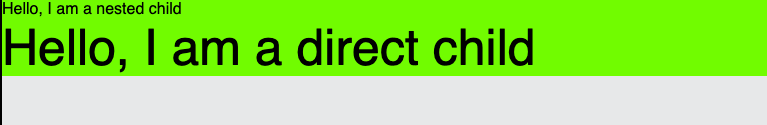 Hello, I am a nested child
Hello, I am a direct child